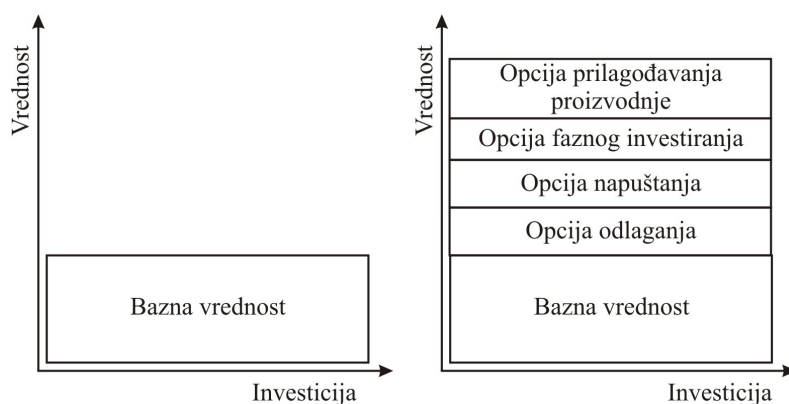 Vrednost
Bazna vrednost
Investicija
Vrednost
Opcija prilagođavanja
proizvodnje
Opcija faznog investiranja
Opcija napuštanja
Opcija odlaganja
Bazna vrednost
Investicija